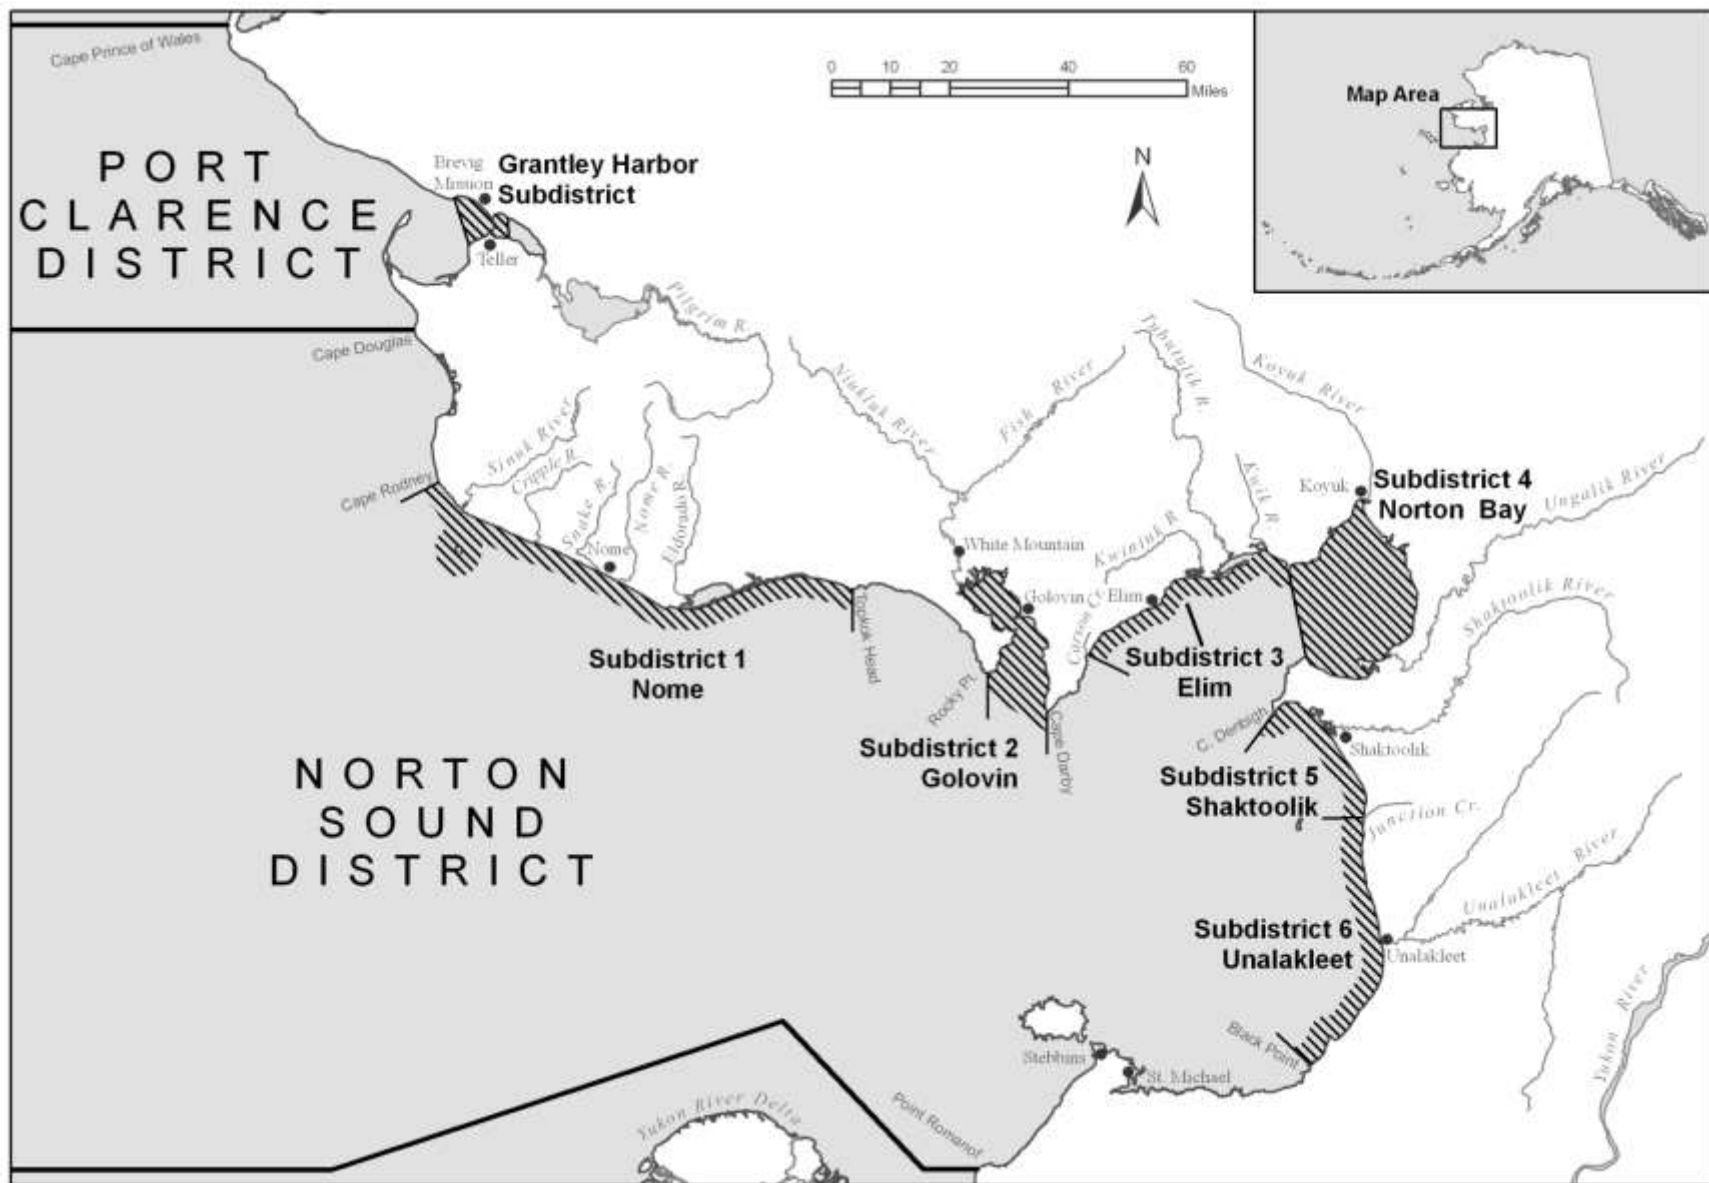 Cape Prince of Wales
0 10 20 40 60
Miles
Map Area
N
PORT
CLARENCE
DISTRICT
Brevig
Mission
Grantley Harbor
Subdistrict
Teller
Pilgrim R.
Cape Douglas
Niukluk River
Fish River
Tubutulik R.
Koyuk River
Sinuk River
Cripple R.
Snake R.
Nome R.
Eldorado R.
Cape Rodney
Nome
White Mountain
Kwiniuk R
Kwik R
Koyuk
Subdistrict 4
Norton Bay
Ungalik River
Golovin
Elim
Carson Cr.
Shaktoolik River
Topkok Head
Subdistrict 1
Nome
Subdistrict 3
Elim
Rocky Pt.
Cape Darby
C. Denbigh
Subdistrict 2
Golovin
Shaktoolik
Subdistrict 5
Shaktoolik
Junction Cr.
NORTON
SOUND
DISTRICT
Unalakleet River
Subdistrict 6
Unalakleet
Unalakleet
Yukon River
Black Point
Stebbins
St. Michael
Point Romanof
Yukon River Delta